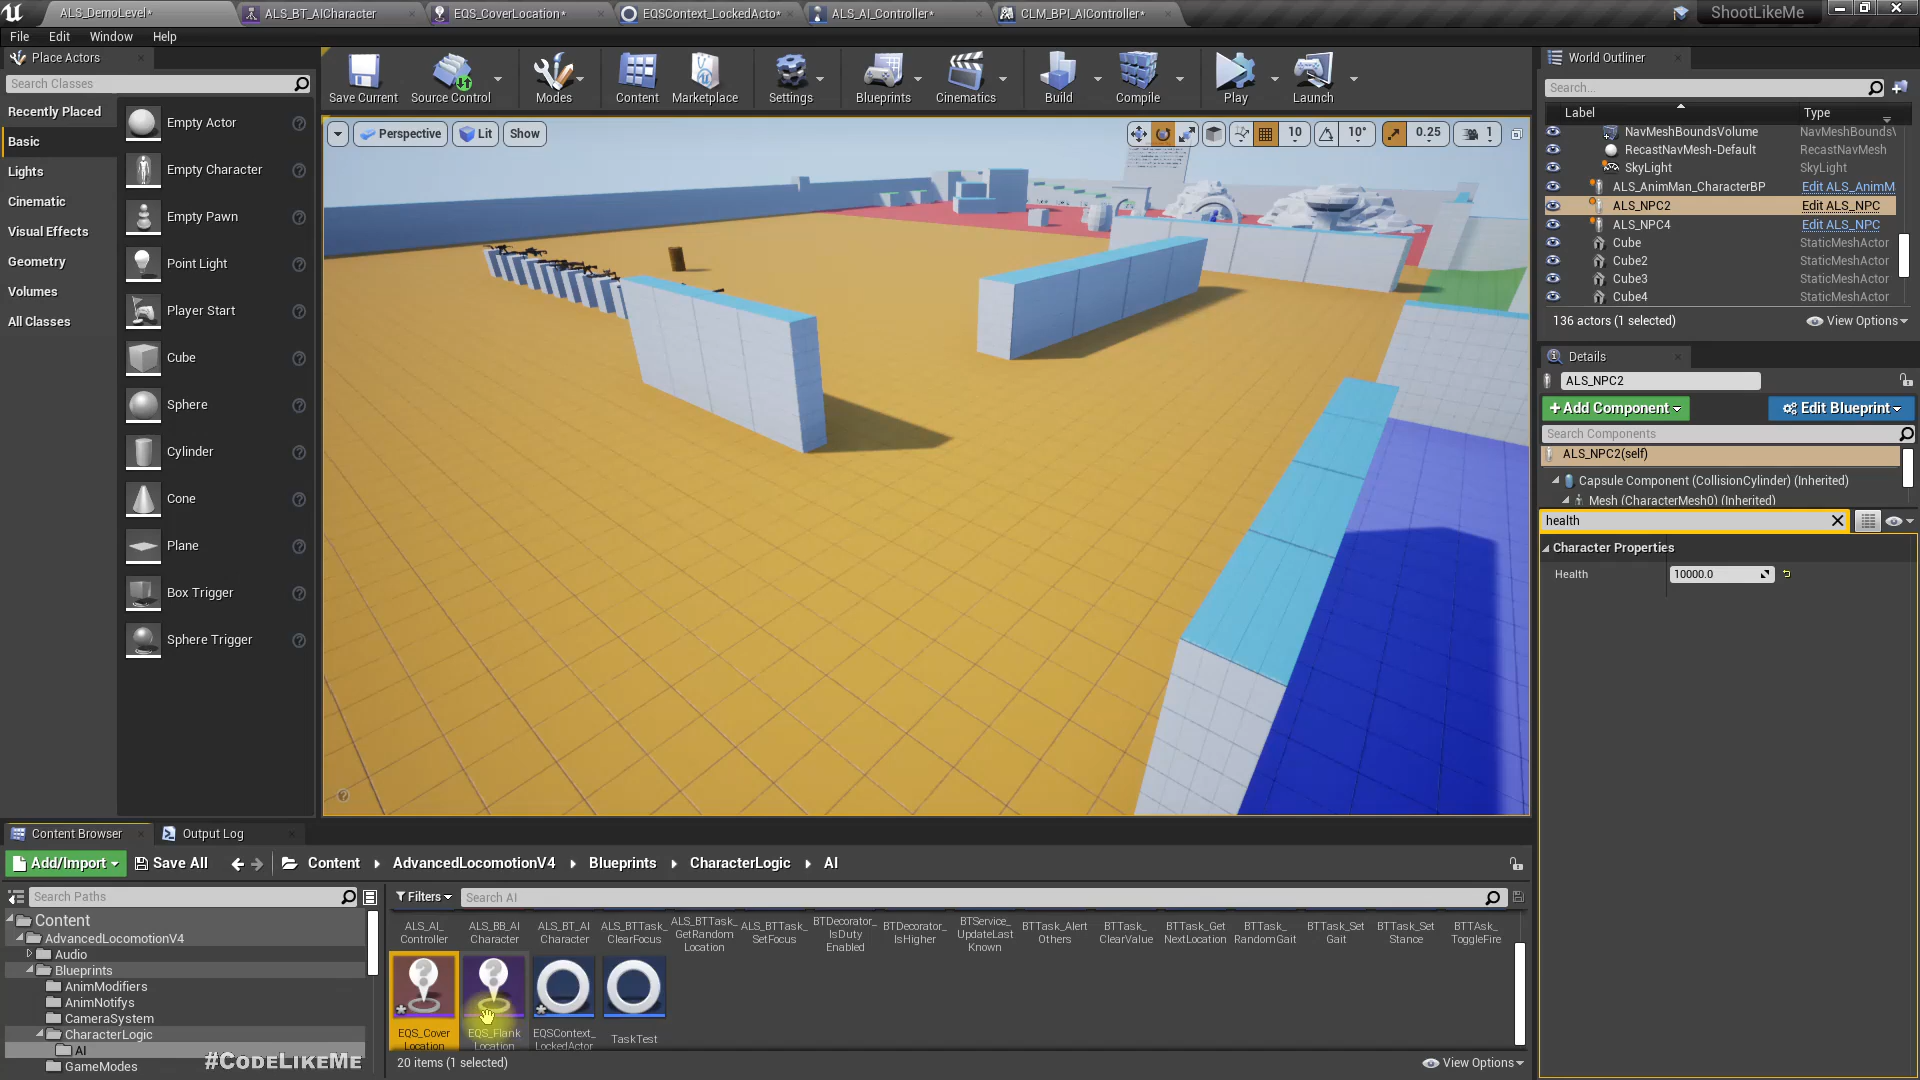 ALS_DemoLevel*
ALS_BT_AICharacter
EQS_CoverLocation*
EQSContext_LockedActo*
ALS_AI_Controller*
CLM_BPI_AIController*
ShootLikeMe
File Edit Window Help
Place Actors
Search Classes
Recently Placed
Basic
Lights
Cinematic
Visual Effects
Geometry
Volumes
All Classes
Empty Actor
Empty Character
Empty Pawn
Point Light
Player Start
Cube
Sphere
Cylinder
Cone
Plane
Box Trigger
Sphere Trigger
Save Current
Source Control
Modes
Content
Marketplace
Settings
Blueprints
Cinematics
Build
Compile
Play
Launch
Perspective
Lit
Show
10
10°
0.25
1
World Outliner
Search...
Label Type
NavMeshBoundsVolume NavMeshBoundsV
RecastNavMesh-Default RecastNavMesh
SkyLight SkyLight
ALS_AnimMan_CharacterBP Edit ALS_AnimM
ALS_NPC2 Edit ALS_NPC
ALS_NPC4 Edit ALS_NPC
Cube StaticMeshActor
Cube2 StaticMeshActor
Cube3 StaticMeshActor
Cube4 StaticMeshActor
136 actors (1 selected)
View Options
Details
ALS_NPC2
+Add Component
Edit Blueprint
Search Components
ALS_NPC2(self)
Capsule Component (CollisionCylinder) (Inherited)
Mesh (CharacterMesh0) (Inherited)
health
Character Properties
Health 10000.0
Content Browser
Output Log
Add/Import
Save All
Content AdvancedLocomotionV4 Blueprints CharacterLogic AI
Search Paths
Filters
Search AI
Content
AdvancedLocomotionV4
Audio
Blueprints
AnimModifiers
AnimNotifys
CameraSystem
CharacterLogic
AI
GameModes
ALS_AI_
Controller
ALS_BB_AI
Character
ALS_BT_AI
Character
ALS_BTTask_
ClearFocus
ALS_BTTask_
GetRandom
Location
ALS_BTTask_
SetFocus
BTDecorator_
IsDuty
Enabled
BTDecorator_
IsHigher
BTService_
UpdateLast
Known
BTTask_Alert
Others
BTTask_
ClearValue
BTTask_Get
NextLocation
BTTask_
RandomGait
BTTask_Set
Gait
BTTask_Set
Stance
BTTAsk_
ToggleFire
EQS_Cover
Location
EQS_Flank
Location
EQSContext_
LockedActor
TaskTest
20 items (1 selected)
View Options
#CODELIKEME